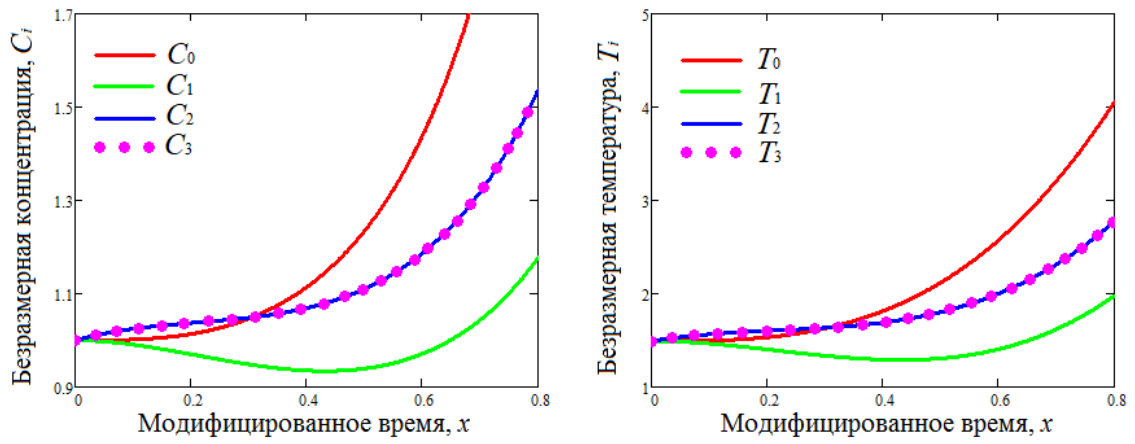 Безразмерная концентрация, Ci
1.7
1.5
1.3
1.1
0.9
C0
C1
C2
C3
0
0.2
0.4
0.6
0.8
Модифицированное время, x
Безразмерная температура, Ti
5
4
3
2
1
T0
T1
T2
T3
0
0.2
0.4
0.6
0.8
Модифицированное время, x